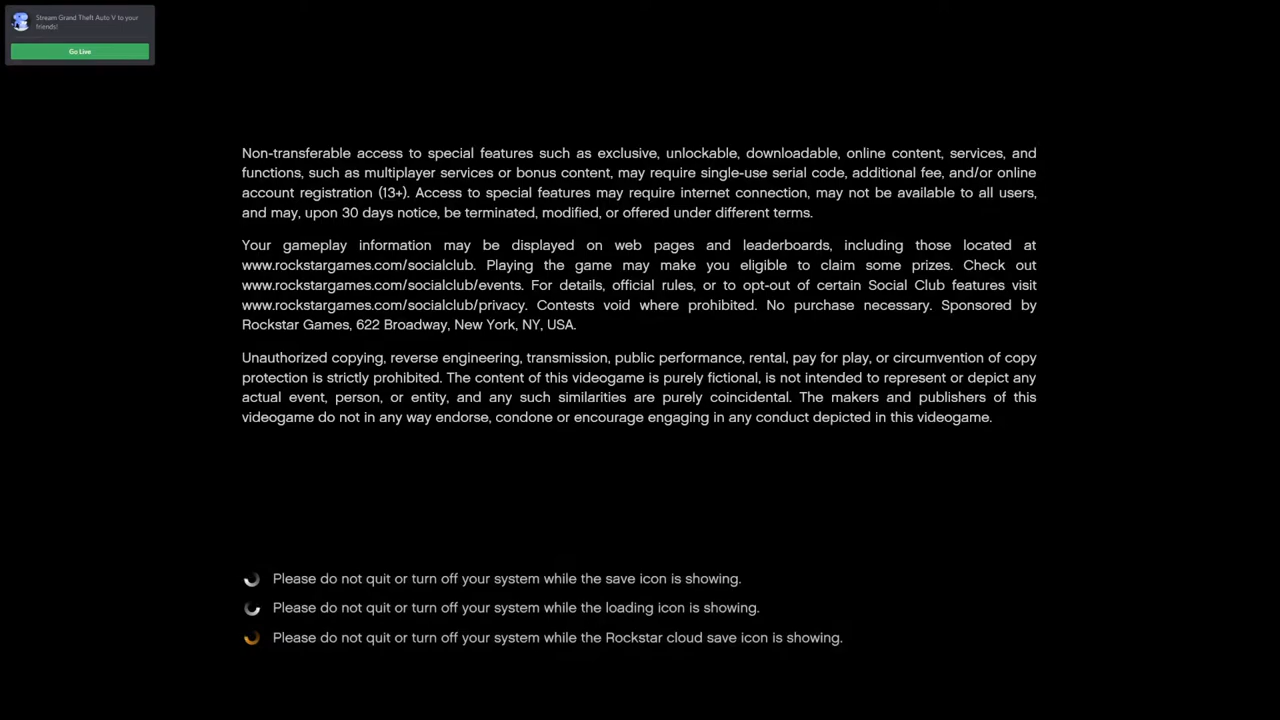 Stream Grand Theft Auto V to your
friends!
Go Live
Non-transferable access to special features such as exclusive, unlockable, downloadable, online content, services, and
functions, such as multiplayer services or bonus content, may require single-use serial code, additional fee, and/or online
account registration (13+). Access to special features may require internet connection, may not be available to all users,
and may, upon 30 days notice, be terminated, modified, or offered under different terms.
Your gameplay information may be displayed on web pages and leaderboards, including those located at
www.rockstargames.com/socialclub. Playing the game may make you eligible to claim some prizes. Check out
www.rockstargames.com/socialclub/events. For details, official rules, or to opt-out of certain Social Club features visit
www.rockstargames.com/socialclub/privacy. Contests void where prohibited. No purchase necessary. Sponsored by
Rockstar Games, 622 Broadway, New York, NY, USA.
Unauthorized copying, reverse engineering, transmission, public performance, rental, pay for play, or circumvention of copy
protection is strictly prohibited. The content of this videogame is purely fictional, is not intended to represent or depict any
actual event, person, or entity, and any such similarities are purely coincidental. The makers and publishers of this
videogame do not in any way endorse, condone or encourage engaging in any conduct depicted in this videogame.
Please do not quit or turn off your system while the save icon is showing.
Please do not quit or turn off your system while the loading icon is showing.
Please do not quit or turn off your system while the Rockstar cloud save icon is showing.